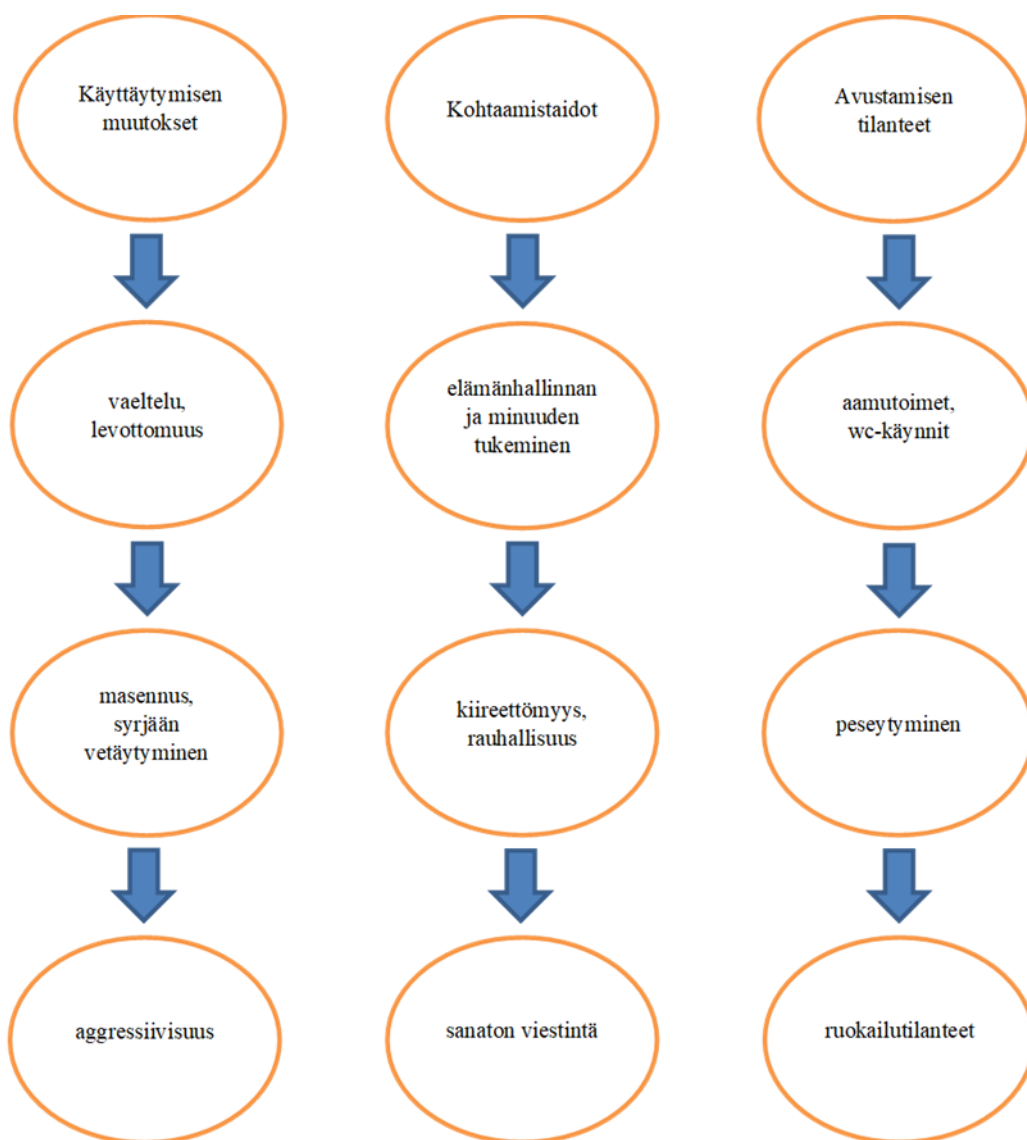 Käyttäytymisen
muutokset
Kohtaamistaidot
Avustamisen
tilanteet
vaeltelu,
levottomuus
elämänhallinnan
ja minuuden
tukeminen
aamutoimet,
wc-käynnit
masennus,
syrjään
vetäytyminen
kiireettömyys,
rauhallisuus
peseytyminen
aggressiivisuus
sanaton viestintä
ruokailutilanteet